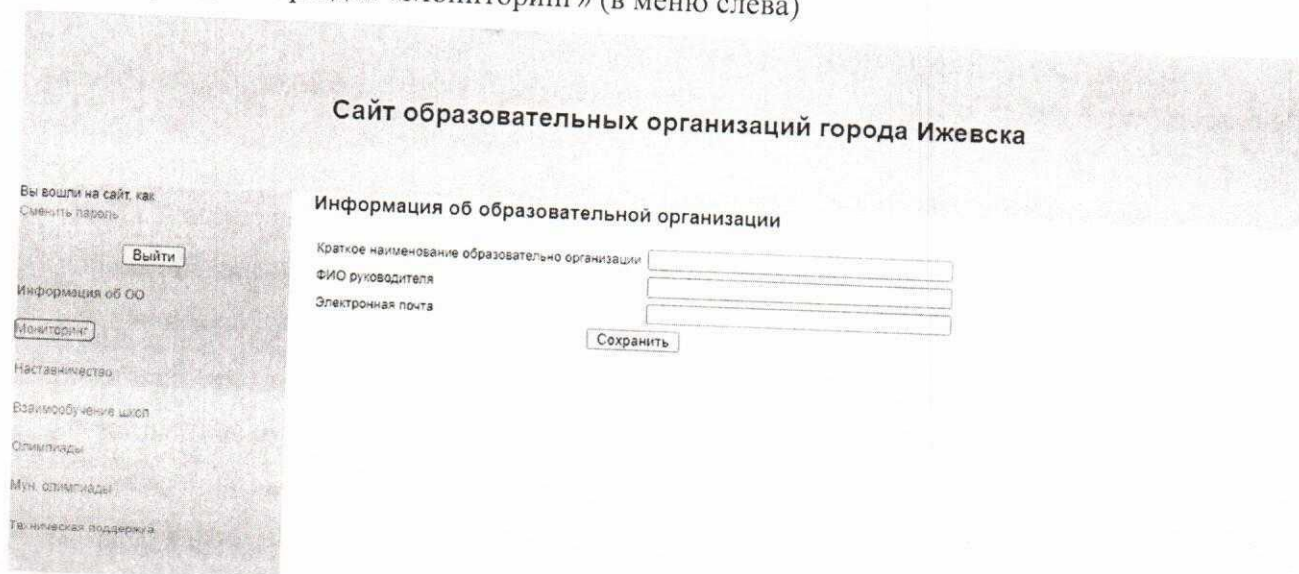 (в меню слева)
Сайт образовательных организаций города Ижевска
Вы вошли на сайт, как
Сменить пароль
Выйти
Информация об ОО
Мониторинг
Наставничество
Взаимообучение школ
Олимпиады
Мун. олимпиады
Техническая поддержка
Информация об образовательной организации
Краткое наименование образовательно организации
ФИО руководителя
Электронная почта
Сохранить